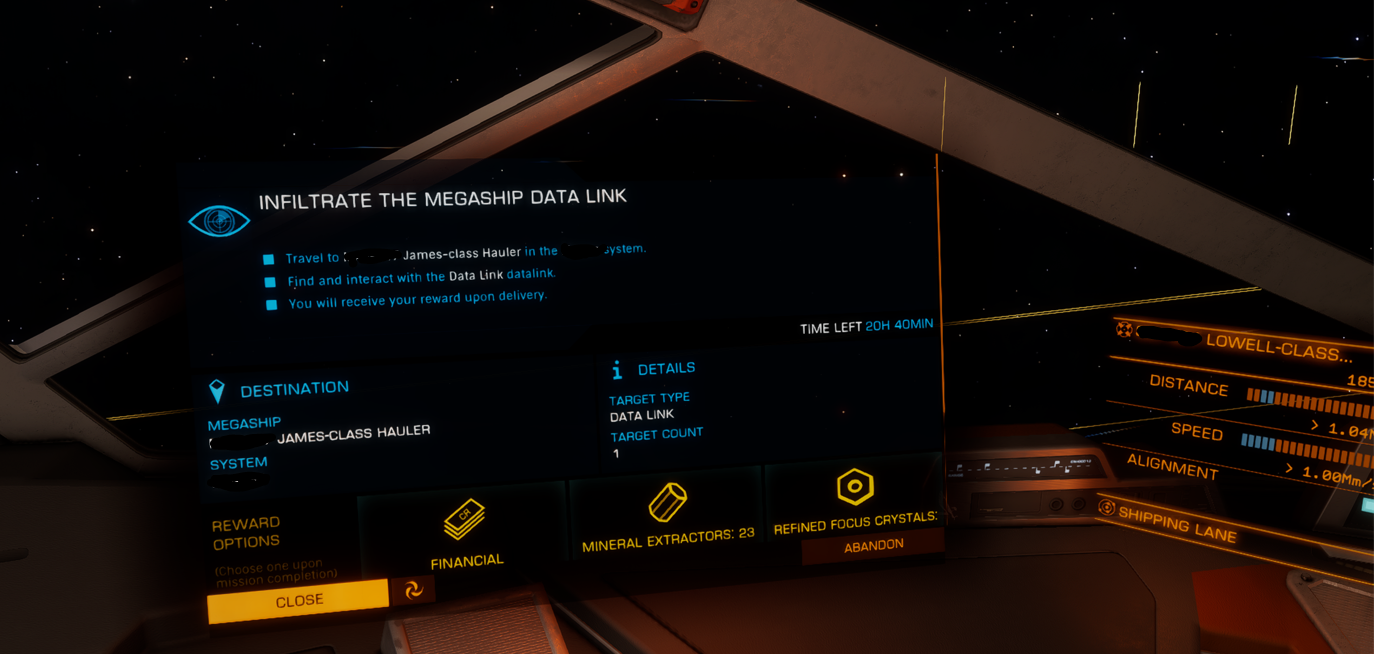 INFILTRATE THE MEGASHIP DATA LINK
Travel to James-class Hauler in the system.
Find and interact with the Data Link datalink.
You will receive your reward upon delivery.
TIME LEFT 20H 40MIN
DESTINATION
MEGASHIP
JAMES-CLASS HAULER
SYSTEM
DETAILS
TARGET TYPE
DATA LINK
TARGET COUNT
1
REWARD
OPTIONS
(Choose one upon
mission completion)
CR
FINANCIAL
MINERAL EXTRACTORS: 23
REFINED FOCUS CRYSTALS:
ABANDON
CLOSE
LOWELL-CLASS...
185
DISTANCE
> 1.04M
SPEED
> 1.00Mm/
ALIGNMENT
SHIPPING LANE